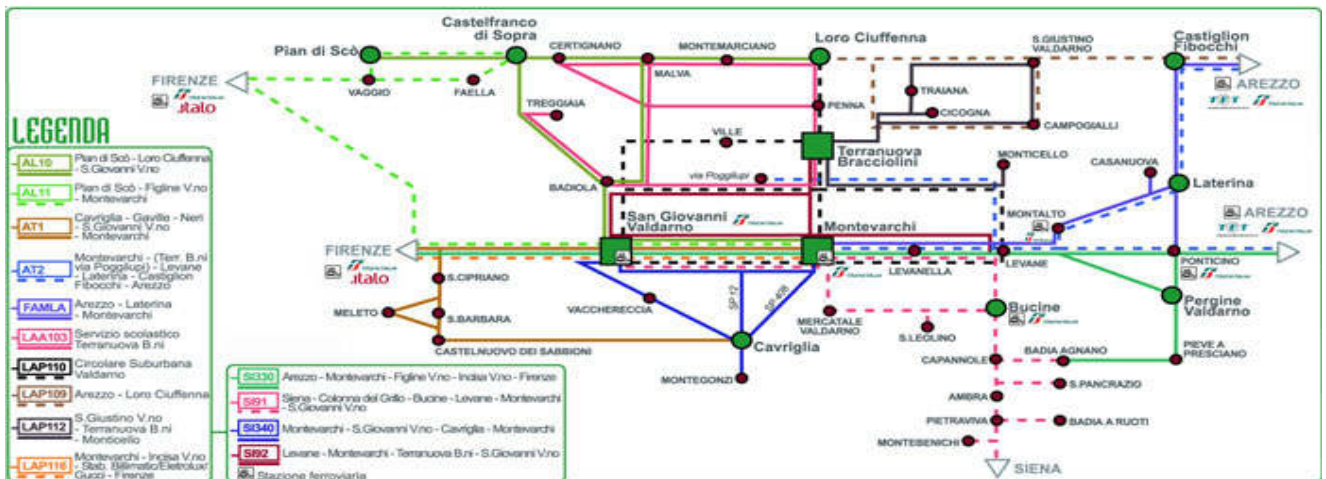 Castelfranco
di Sopra
Pian di Scò
CERTIGNANO
MONTEMARCIANO
Loro Ciuffenna
S.GIUSTINO
VALDARNO
Castiglion
Fibocchi
FIRENZE
italo
VAGGIO
FAELLA
MALVA
TREGGIAIA
PENNA
TRAIANA
CICOGNA
CAMPOGIALLI
AREZZO
VILLE
Terranuova
Bracciolini
via Poggilupi
MONTICELLO
CASANUOVA
Laterina
BADIOLA
San Giovanni
Valdarno
Montevarchi
MONTALTO
AREZZO
FIRENZE
italo
LEVANELLA
LEVANE
PONTICINO
S.CIPRIANO
MELETO
S.BARBARA
CASTELNUOVO DEI SABBIONI
VACCHERECCIA
SP 12
SP 408
Cavriglia
MONTEGONZI
MERCATALE
VALDARNO
S.LEOLINO
Bucine
Pergine
Valdarno
CAPANNOLE
BADIA AGNANO
PIEVE A
PRESCIANO
S.PANCRAZIO
AMBRA
PIETRAVIVA
BADIA A RUOTI
MONTEBENICHI
SIENA
LEGENDA
AL10 Pian di Scò - Loro Ciuffenna
- S.Giovanni V.no
AL11 Pian di Scò - Figline V.no
- Montevarchi
AT1 Cavriglia - Gaville - Neri
- S.Giovanni V.no
- Montevarchi
AT2 Montevarchi - (Terr. B.ni
via Poggilupi) - Levane
- Laterina - Castiglion
Fibocchi - Arezzo
FAMLA Arezzo - Laterina
- Montevarchi
LAA103 Servizio scolastico
Terranuova B.ni
LAP110 Circolare Suburbana
Valdarno
LAP109 Arezzo - Loro Ciuffenna
LAP112 S.Giustino V.no
- Terranuova B.ni
- Monticello
LAP116 Montevarchi - Incisa V.no
- Stab. Gucci - Firenze
SI330 Arezzo - Montevarchi - Figline V.no - Incisa V.no - Firenze
SI91 Siena - Colonna del Grillo - Bucine - Levane - Montevarchi
- S.Giovanni V.no
SI340 Montevarchi - S.Giovanni V.no - Cavriglia - Montevarchi
SI92 Levane - Montevarchi - Terranuova B.ni - S.Giovanni V.no
Stazione ferroviaria